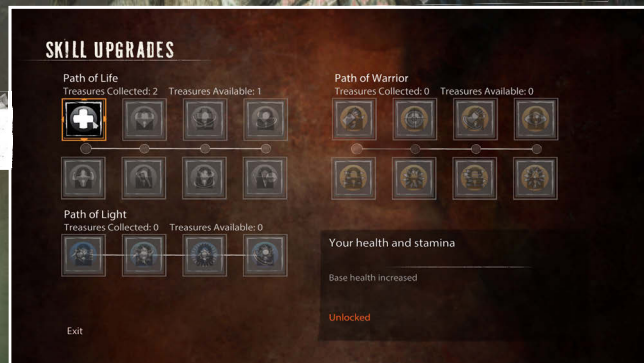 SKILL UPGRADES
Path of Life
Treasures Collected: 2 Treasures Available: 1
Path of Light
Treasures Collected: 0 Treasures Available: 0
Path of Warrior
Treasures Collected: 0 Treasures Available: 0
Your health and stamina
Base health increased
Unlocked
Exit